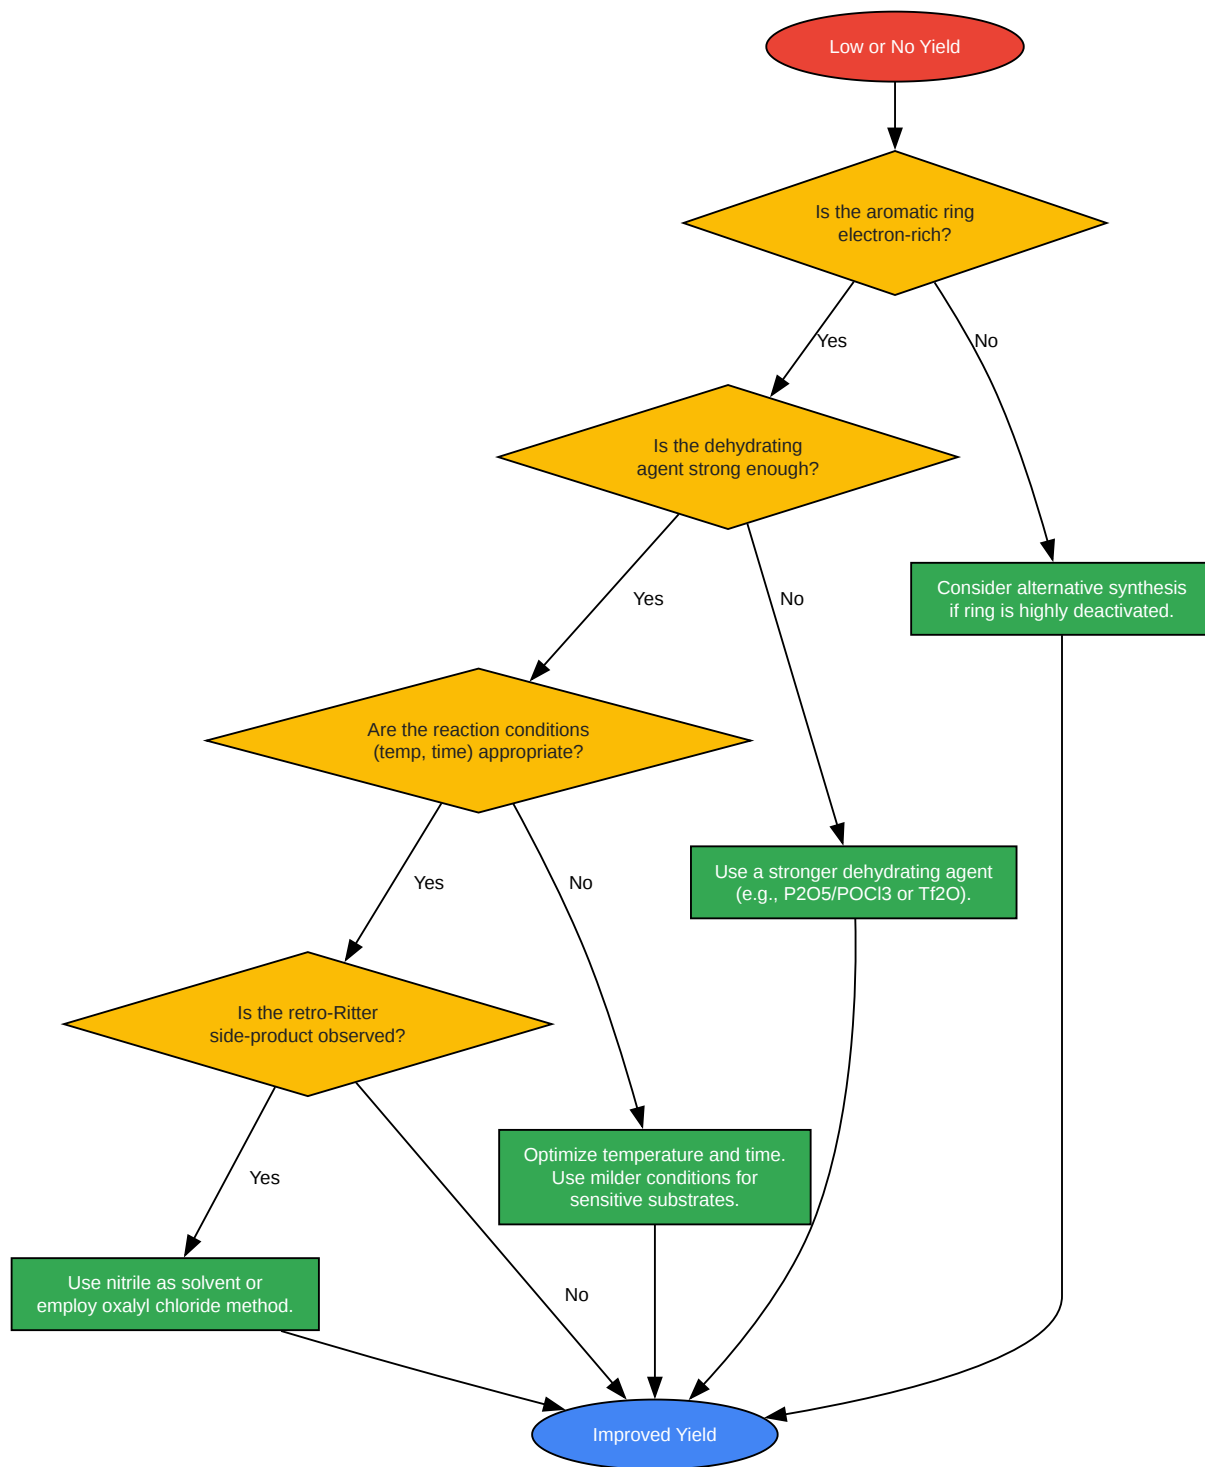 Low or No Yield
Is the aromatic ring
electron-rich?
Yes
No
Is the dehydrating
agent strong enough?
Yes
No
Consider alternative synthesis
if ring is highly deactivated.
Are the reaction conditions
(temp, time) appropriate?
Yes
No
Use a stronger dehydrating agent
(e.g., P2O5/POCl3 or Tf2O).
Is the retro-Ritter
side-product observed?
Yes
No
Optimize temperature and time.
Use milder conditions for
sensitive substrates.
Use nitrile as solvent or
employ oxalyl chloride method.
Improved Yield